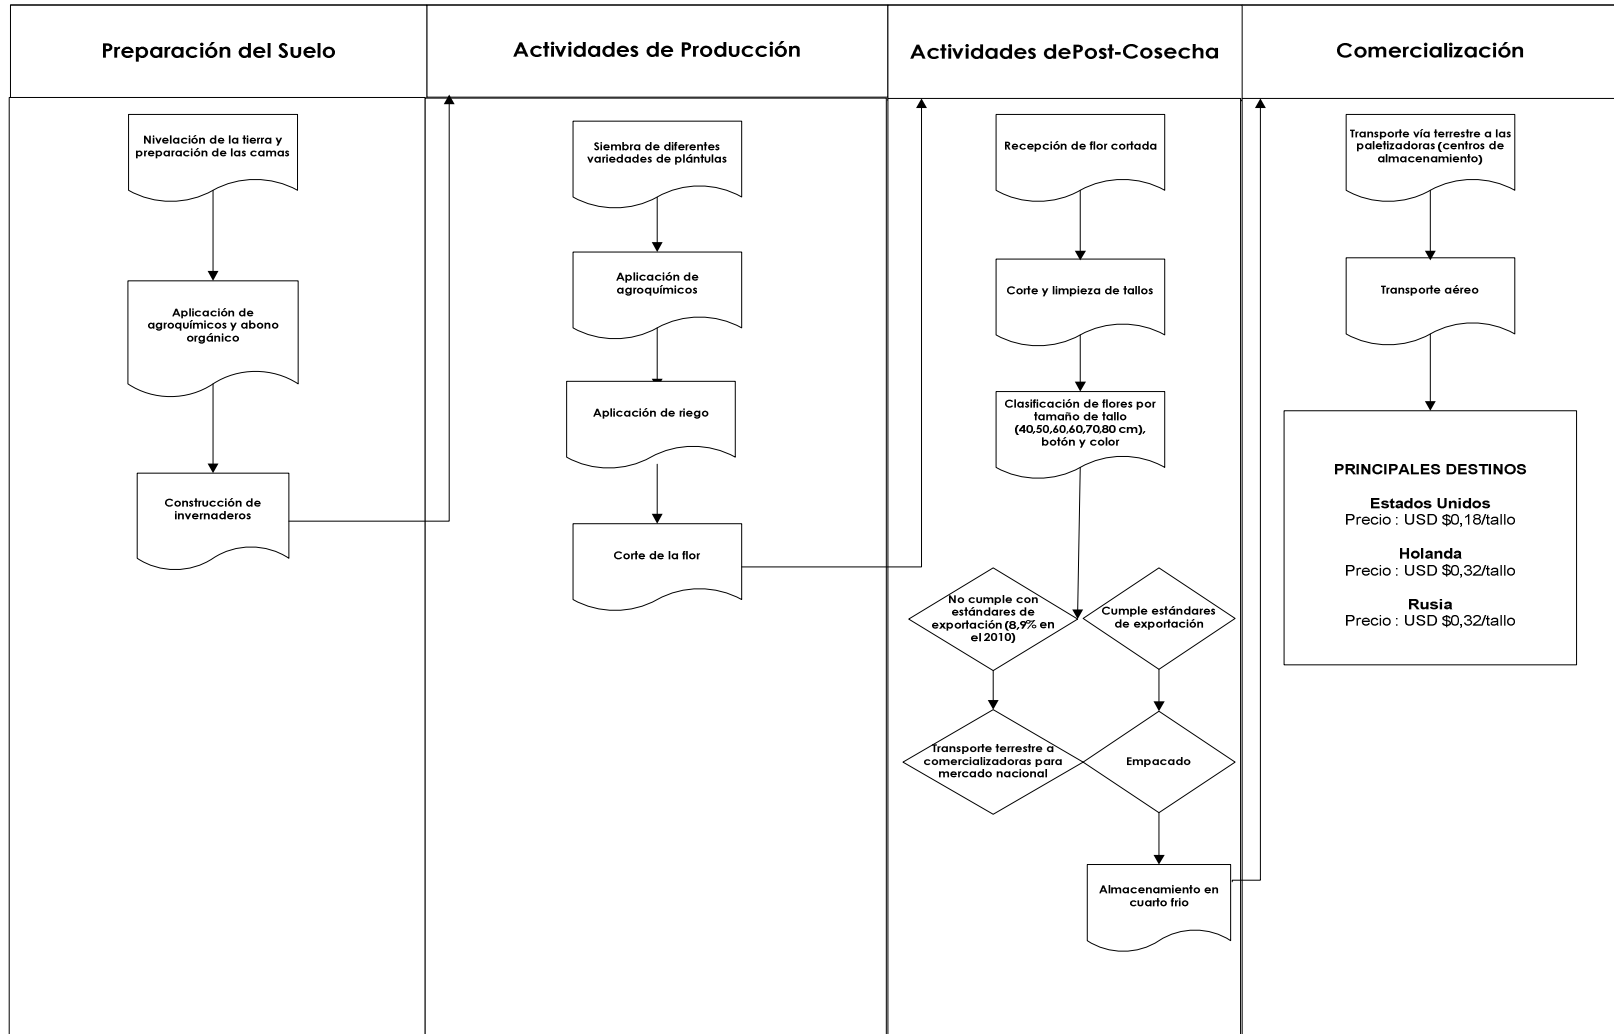 Preparación del Suelo
Actividades de Producción
Actividades dePost-Cosecha
Comercialización
Nivelación de la tierra y
preparación de las camas
Aplicación de
agroquímicos y abono
orgánico
Construcción de
invernaderos
Siembra de diferentes
variedades de plántulas
Aplicación de
agroquímicos
Aplicación de riego
Corte de la flor
Recepción de flor cortada
Corte y limpieza de tallos
Clasificación de flores por
tamaño de tallo
(40,50,60,60,70,80 cm),
botón y color
No cumple con
estándares de
exportación (8,9% en
el 2010)
Cumple estándares
de exportación
Transporte terrestre a
comercializadoras para
mercado nacional
Empacado
Almacenamiento en
cuarto frio
Transporte vía terrestre a las
paletizadoras (centros de
almacenamiento)
Transporte aéreo
PRINCIPALES DESTINOS
Estados Unidos
Precio : USD $0,18/tallo
Holanda
Precio : USD $0,32/tallo
Rusia
Precio : USD $0,32/tallo